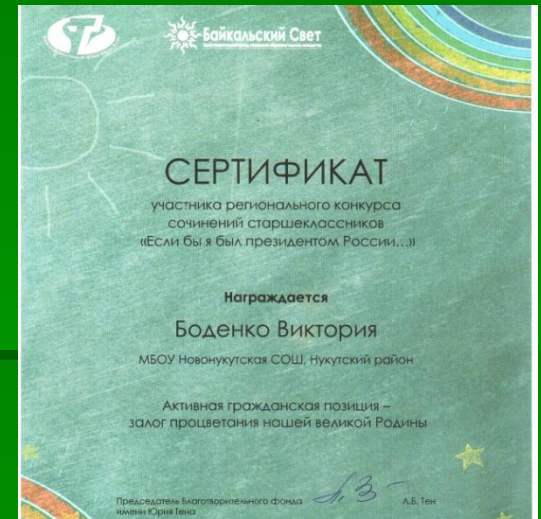 Байкальский Свет
СЕРТИФИКАТ
участника регионального конкурса
сочинений старшеклассников
«Если бы я был президентом России...»
Награждается
Боденко Виктория
МБОУ Новонукутская СОШ, Нукутский район
Активная гражданская позиция –
залог процветания нашей великой Родины
Председатель Благотворительного фонда
имени Юрия Тена
Л.Б. Тен